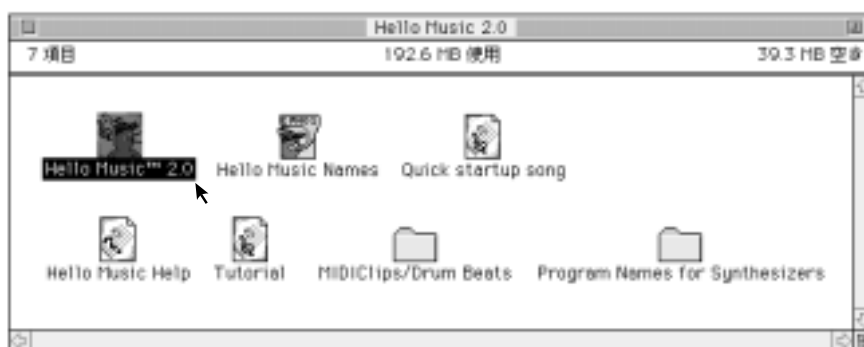 Hello Music 2.0
7 項目 192.6 MB 使用 39.3 MB 空き
Hello Music™ 2.0 Hello Music Names Quick startup song
Hello Music Help Tutorial MIDIClips/Drum Beats Program Names for Synthesizers